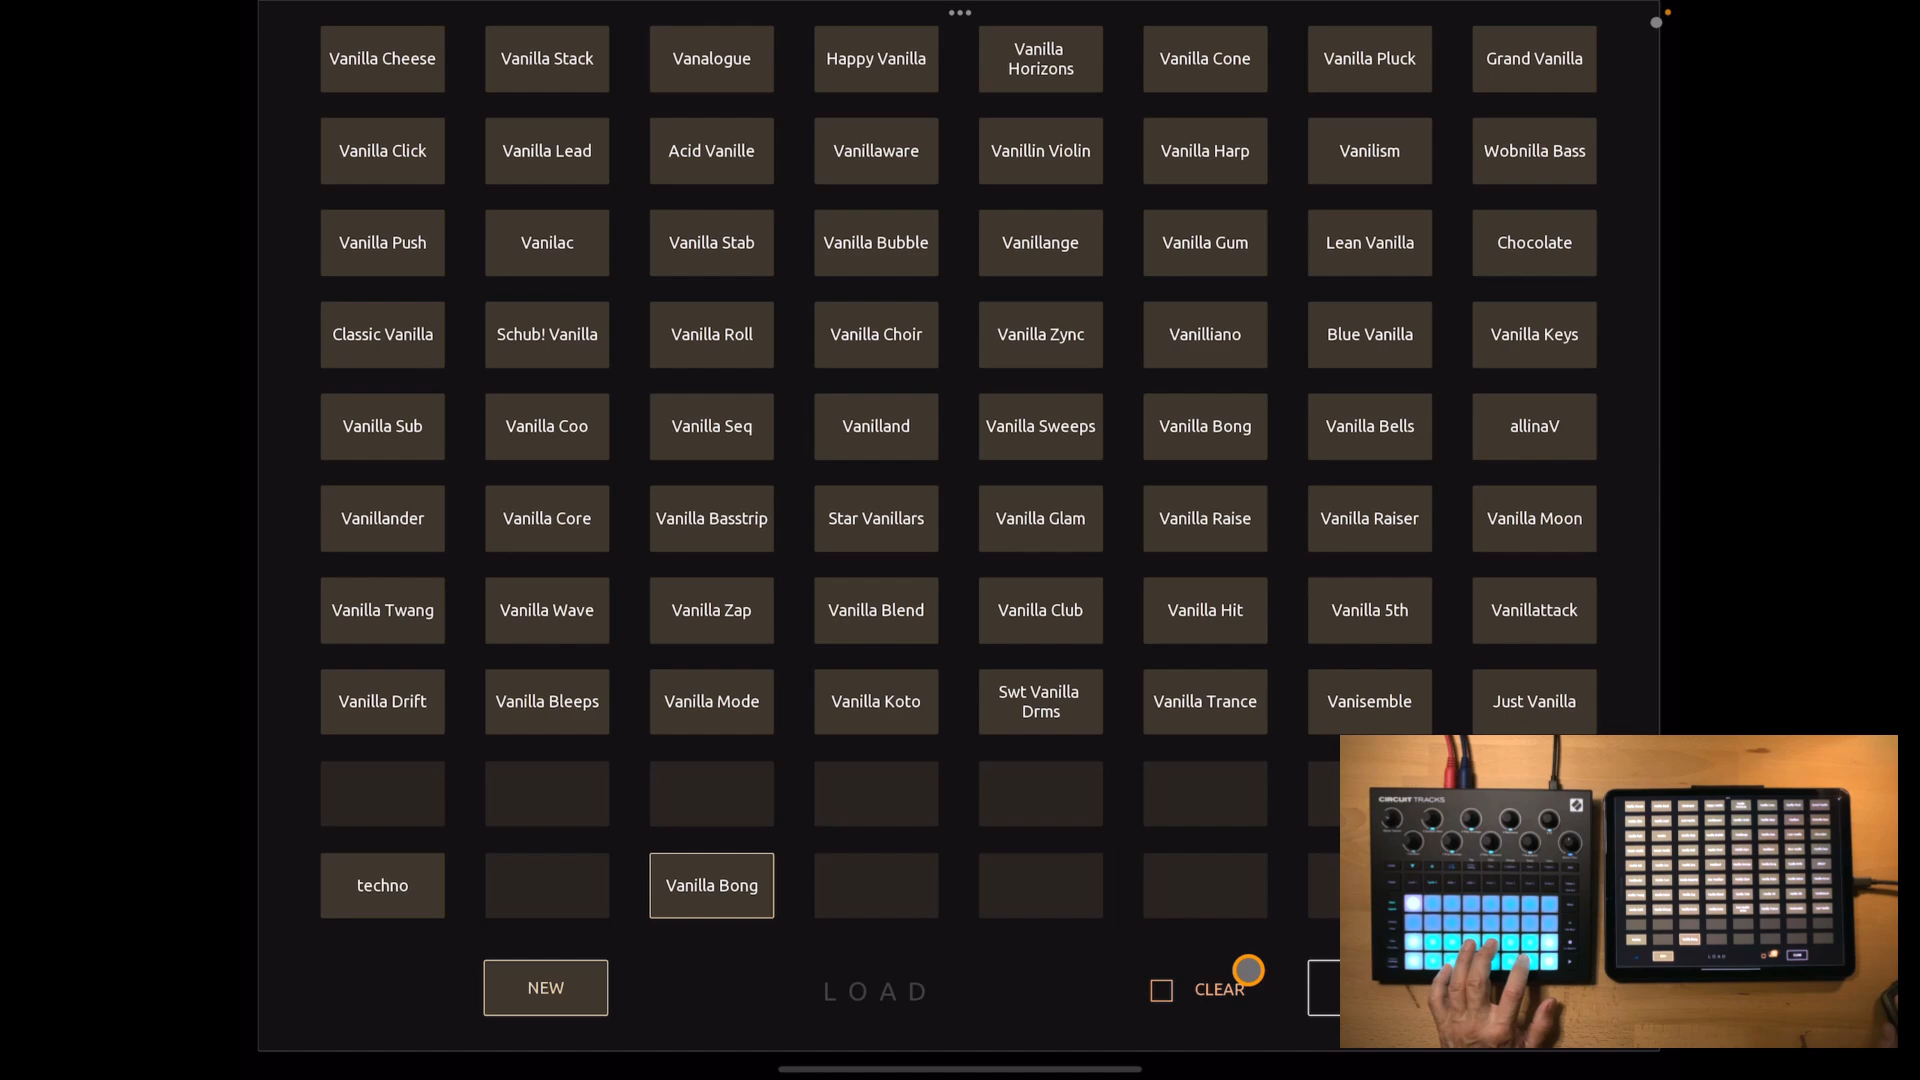 Vanilla Cheese
Vanilla Stack
Vanalogue
Happy Vanilla
Vanilla
Horizons
Vanilla Cone
Vanilla Pluck
Grand Vanilla
Vanilla Click
Vanilla Lead
Acid Vanille
Vanillaware
Vanillin Violin
Vanilla Harp
Vanilism
Wobnilla Bass
Vanilla Push
Vanilac
Vanilla Stab
Vanilla Bubble
Vanillange
Vanilla Gum
Lean Vanilla
Chocolate
Classic Vanilla
Schub! Vanilla
Vanilla Roll
Vanilla Choir
Vanilla Zync
Vanilliano
Blue Vanilla
Vanilla Keys
Vanilla Sub
Vanilla Coo
Vanilla Seq
Vanilland
Vanilla Sweeps
Vanilla Bong
Vanilla Bells
allinaV
Vanillander
Vanilla Core
Vanilla Basstrip
Star Vanillars
Vanilla Glam
Vanilla Raise
Vanilla Raiser
Vanilla Moon
Vanilla Twang
Vanilla Wave
Vanilla Zap
Vanilla Blend
Vanilla Club
Vanilla Hit
Vanilla 5th
Vanillattack
Vanilla Drift
Vanilla Bleeps
Vanilla Mode
Vanilla Koto
Swt Vanilla
Drms
Vanilla Trance
Vanisemble
Just Vanilla
techno
Vanilla Bong
NEW
LOAD
CLEAR
CIRCUIT TRACKS
LOAD